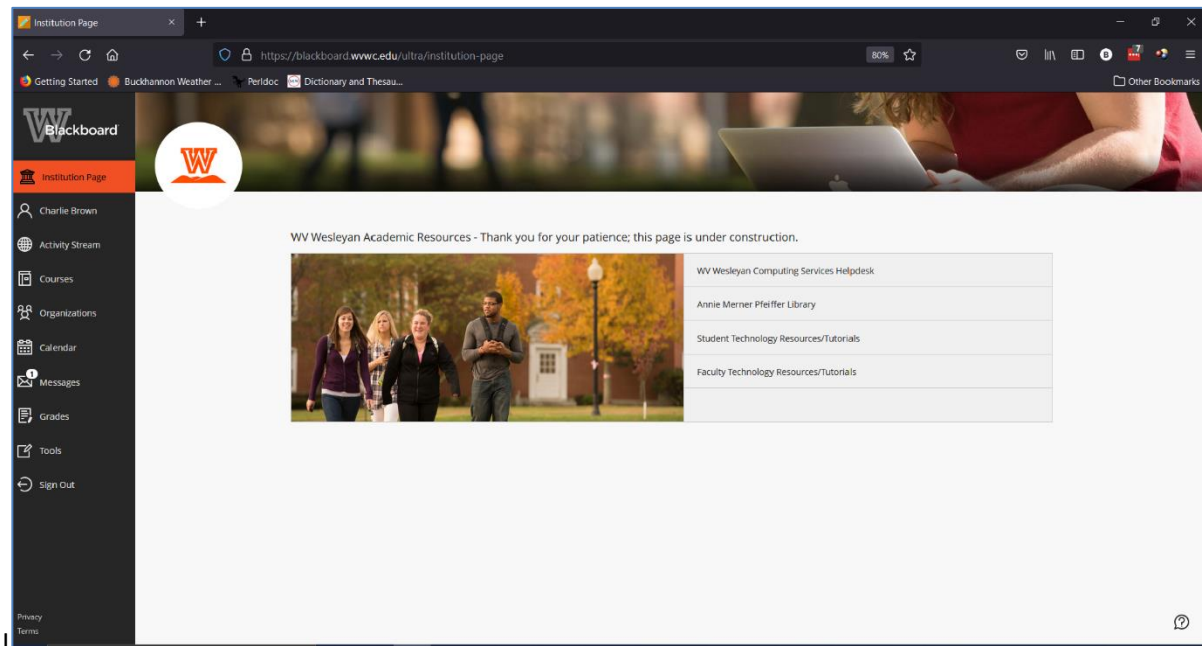 Institution Page
https://blackboard.wvwc.edu/ultra/institution-page
80%
B
7
Getting Started
Buckhannon Weather ...
Perldoc
Dictionary and Thesau...
Other Bookmarks
W
Blackboard
W
Institution Page
Charlie Brown
Activity Stream
Courses
Organizations
Calendar
1
Messages
Grades
Tools
Sign Out
WV Wesleyan Academic Resources - Thank you for your patience; this page is under construction.
WV Wesleyan Computing Services Helpdesk
Annie Merner Pfeiffer Library
Student Technology Resources/Tutorials
Faculty Technology Resources/Tutorials
Privacy
Terms